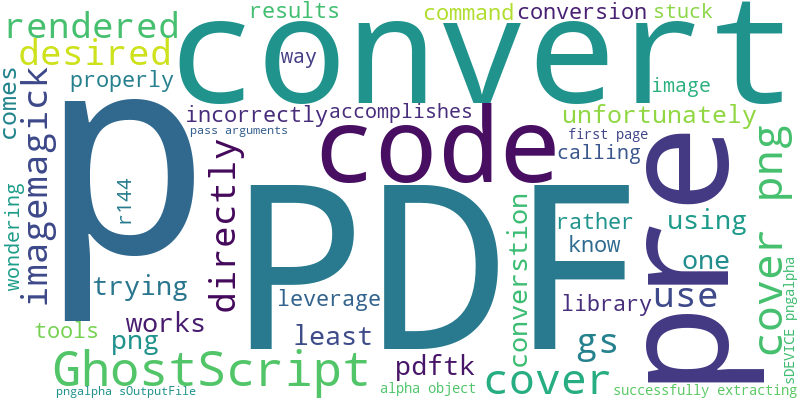 results
command
conversion
stuck
rendered
convert
desired
way
comes
properly
image
imagemagick
p
incorrectly
accomplishes
unfortunately
pass arguments
code
first page
calling
pre
cover png
wondering
r144
directly
PDF
converstion
rather
using
know
one
trying
leverage
library
use
works
least
tools
png
gs
GhostScript
pdftk
cover
sDEVICE pngalpha
pngalpha sOutputFile
alpha object
successfully extracting